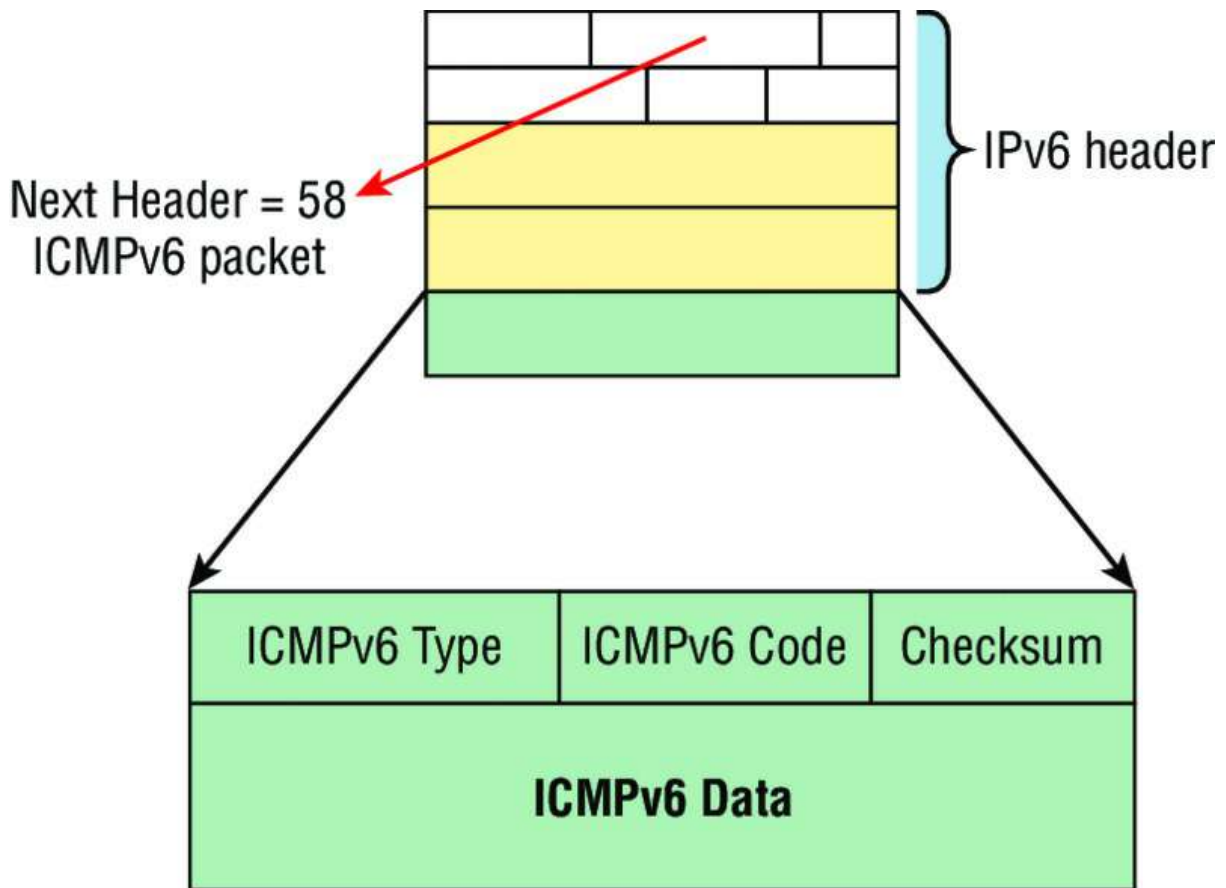 IPv6 header
Next Header = 58
ICMPv6 packet
ICMPv6 Type
ICMPv6 Code
Checksum
ICMPv6 Data